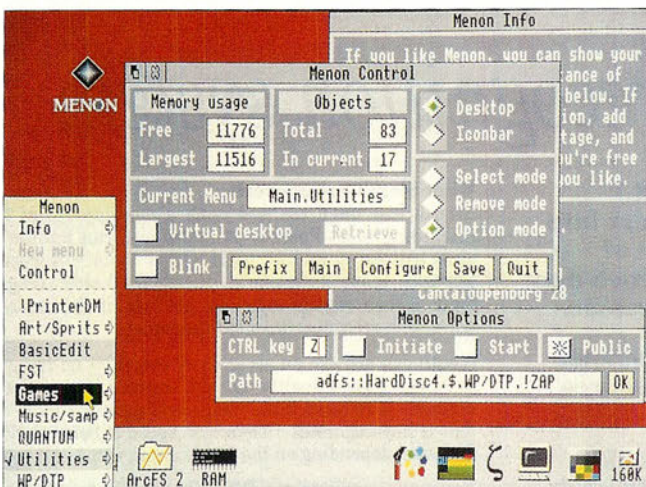 Menon Info
If you like Menon, you can show your
ance of
below. If
ion, add
tage, and
u're free
you like.
Cantaloupenburg 28
MENON
Menon Control
Memory usage
Free 11776
Largest 11516
Objects
Total 83
In current 17
Desktop
Iconbar
Current Menu Main.Utilities
Select mode
Remove mode
Option mode
Virtual desktop Retrieve
Blink Prefix Main Configure Save Quit
Menon
Info
New menu
Control
!PrinterDM
Art/Sprits
BasicEdit
FST
Games
Music/samp
QUANTUM
Utilities
WP/DTP
Menon Options
CTRL key Z Initiate Start Public
Path adfs::HardDisc4.$.WP/DTP.!ZAP OK
ArcFS 2 RAM 160K